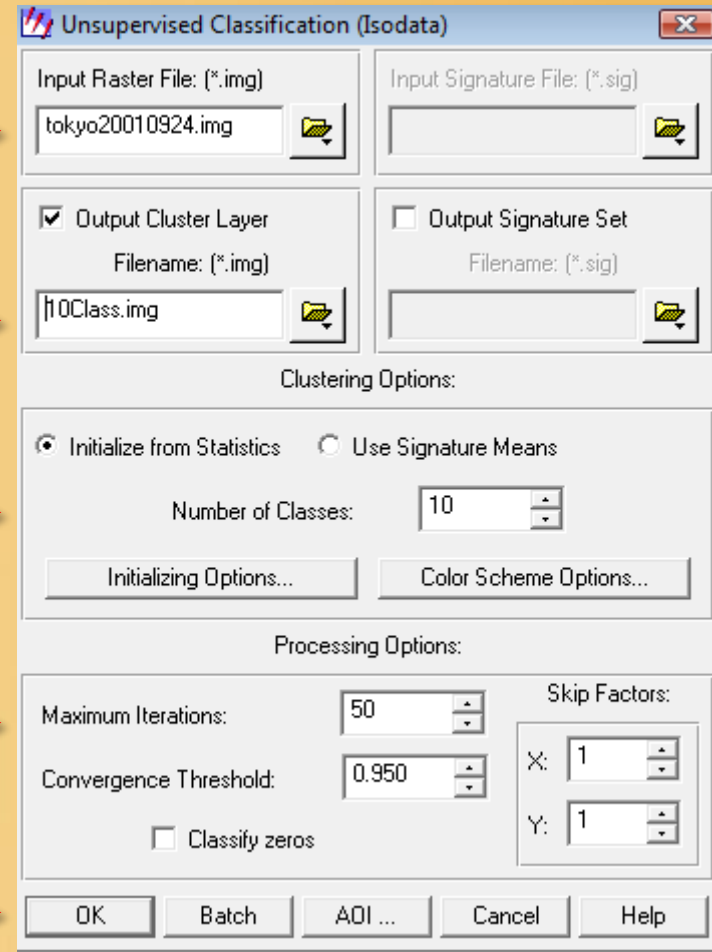 Unsupervised Classification (Isodata)
Input Raster File: (*.img)
Input Signature File: (*.sig)
tokyo20010924.img
Output Cluster Layer
Output Signature Set
Filename: (*.img)
Filename: (*.sig)
10Class.img
Clustering Options:
Initialize from Statistics
Use Signature Means
Number of Classes:
10
Initializing Options...
Color Scheme Options...
Processing Options:
Maximum Iterations:
50
Skip Factors:
Convergence Threshold:
0.950
X:
1
Classify zeros
Y:
1
OK
Batch
AOI ...
Cancel
Help